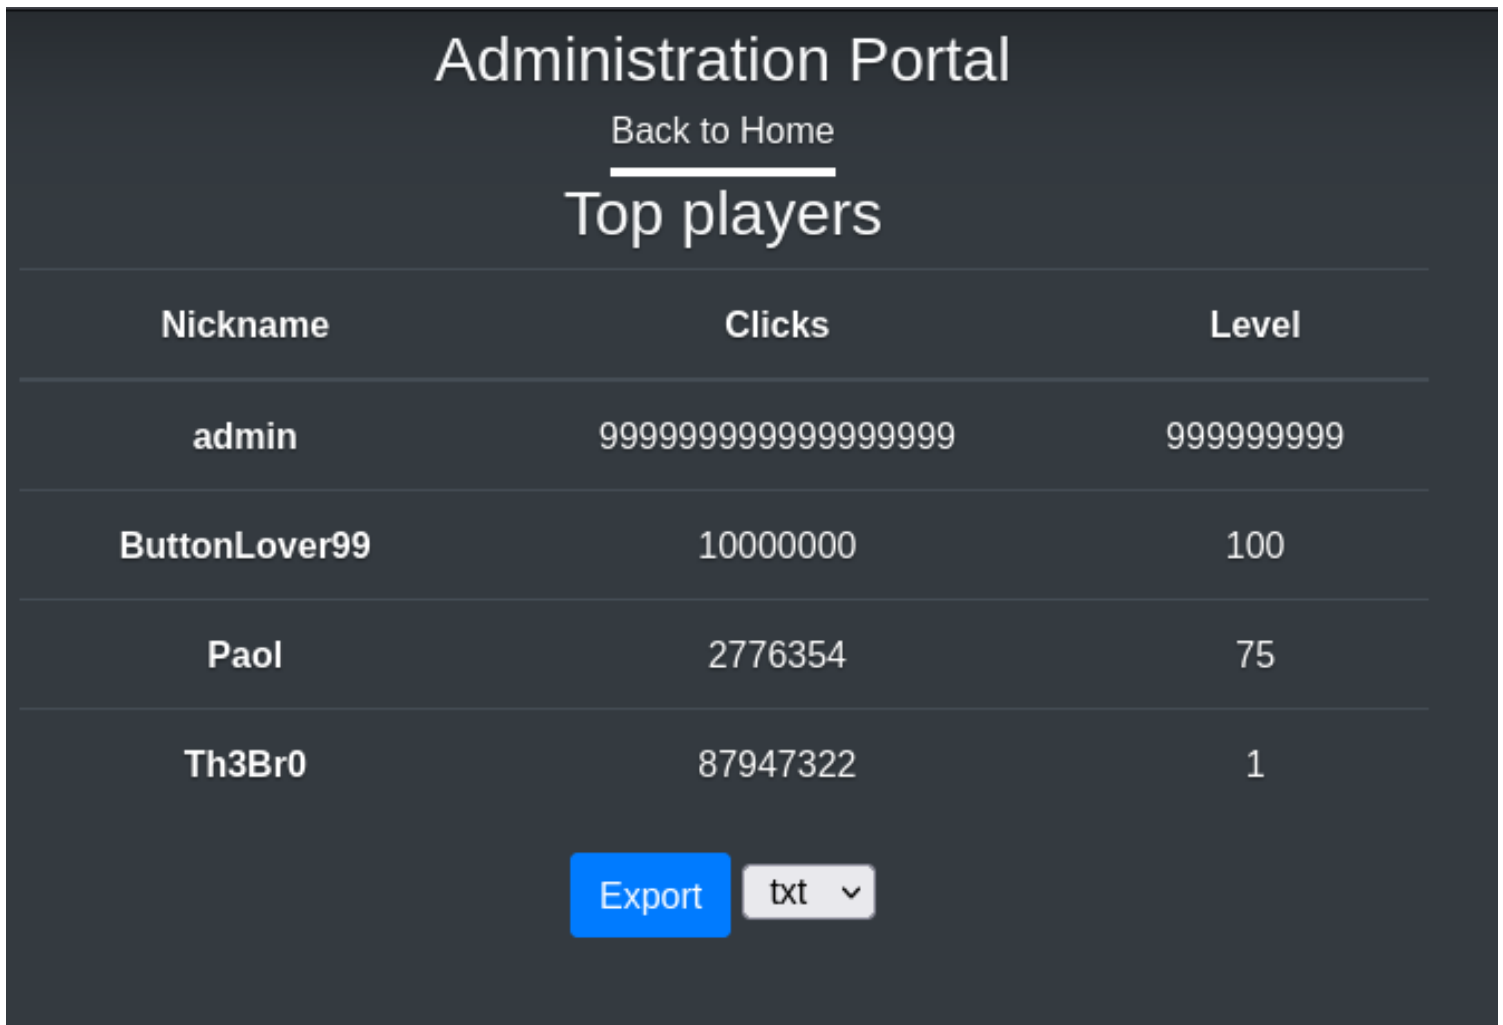 Administration Portal
Back to Home
Top players
Nickname Clicks Level
admin 999999999999999999 999999999
ButtonLover99 10000000 100
Paol 2776354 75
Th3Br0 87947322 1
Export txt